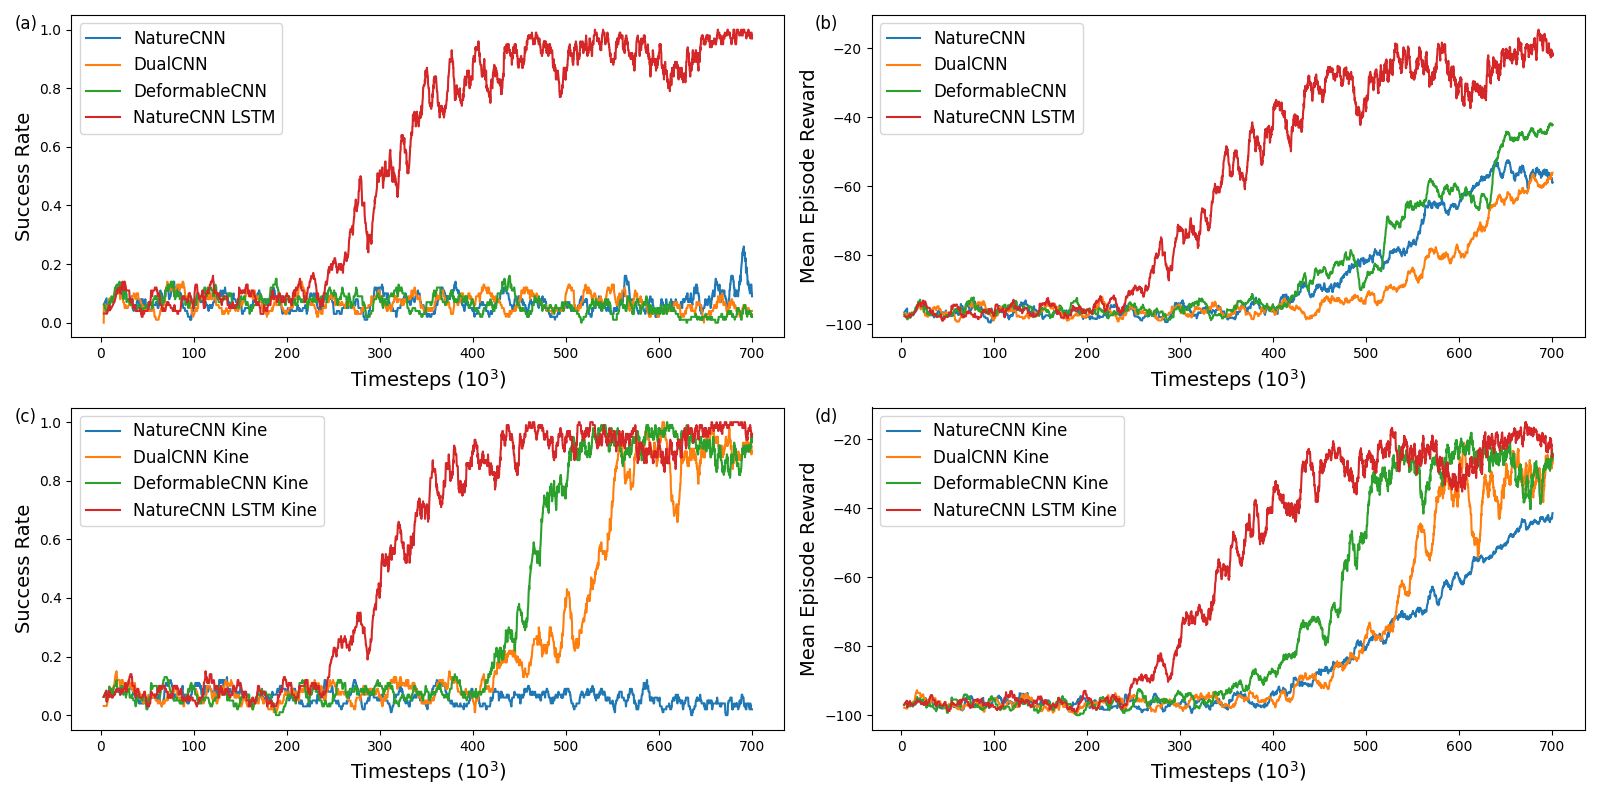 (a)
1.0
0.8
0.6
0.4
0.2
0.0
Success Rate
NatureCNN
DualCNN
DeformableCNN
NatureCNN LSTM
0 100 200 300 400 500 600 700
Timesteps (10³)
(b)
−20
−40
−60
−80
−100
Mean Episode Reward
NatureCNN
DualCNN
DeformableCNN
NatureCNN LSTM
0 100 200 300 400 500 600 700
Timesteps (10³)
(c)
1.0
0.8
0.6
0.4
0.2
0.0
Success Rate
NatureCNN Kine
DualCNN Kine
DeformableCNN Kine
NatureCNN LSTM Kine
0 100 200 300 400 500 600 700
Timesteps (10³)
(d)
−20
−40
−60
−80
−100
Mean Episode Reward
NatureCNN Kine
DualCNN Kine
DeformableCNN Kine
NatureCNN LSTM Kine
0 100 200 300 400 500 600 700
Timesteps (10³)